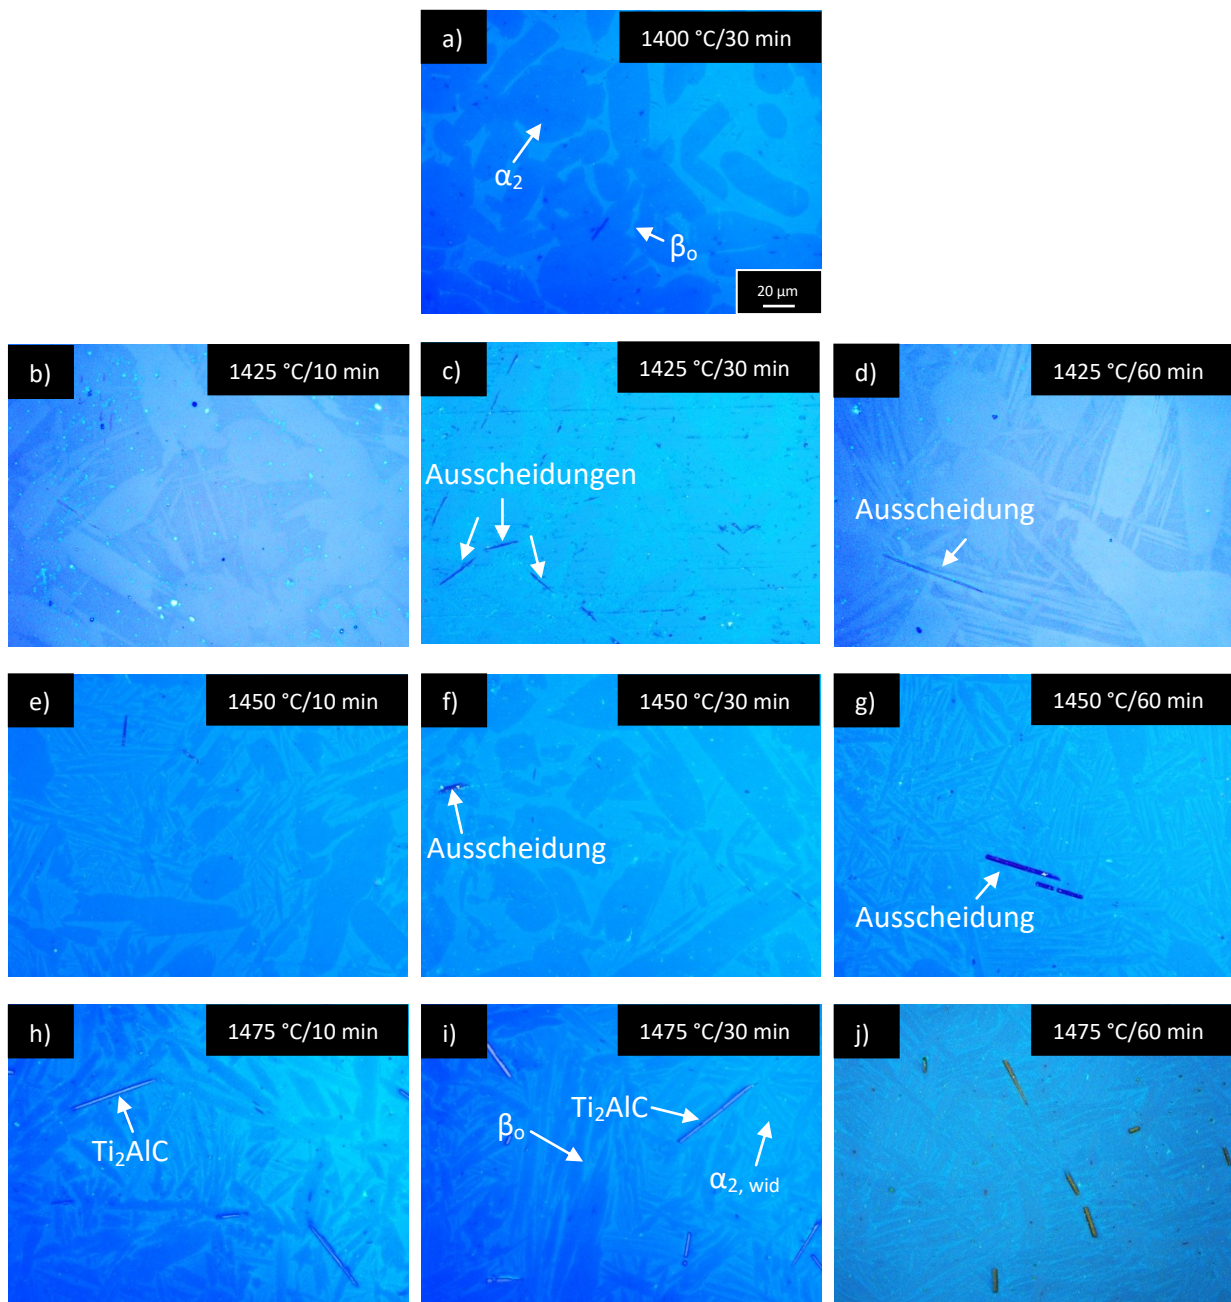 a)
1400 °C/30 min
α₂
βₒ
20 µm
b)
1425 °C/10 min
c)
1425 °C/30 min
Ausscheidungen
d)
1425 °C/60 min
Ausscheidung
e)
1450 °C/10 min
f)
1450 °C/30 min
Ausscheidung
g)
1450 °C/60 min
Ausscheidung
h)
1475 °C/10 min
Ti₂AlC
i)
1475 °C/30 min
Ti₂AlC
βₒ
α₂, wid
j)
1475 °C/60 min